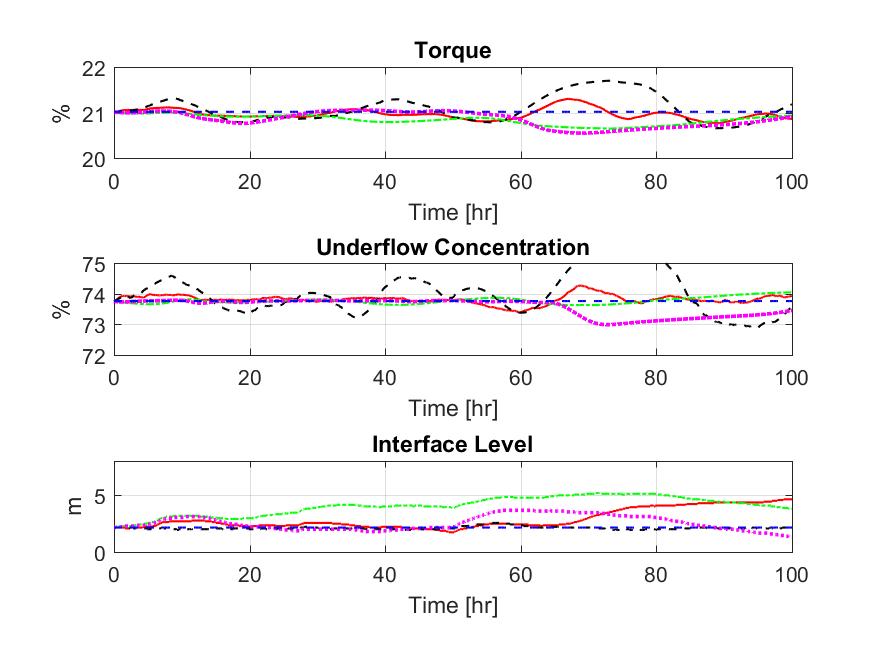 Torque
22
21
20
%
0 20 40 60 80 100
Time [hr]
Underflow Concentration
75
74
73
72
%
0 20 40 60 80 100
Time [hr]
Interface Level
5
0
m
0 20 40 60 80 100
Time [hr]